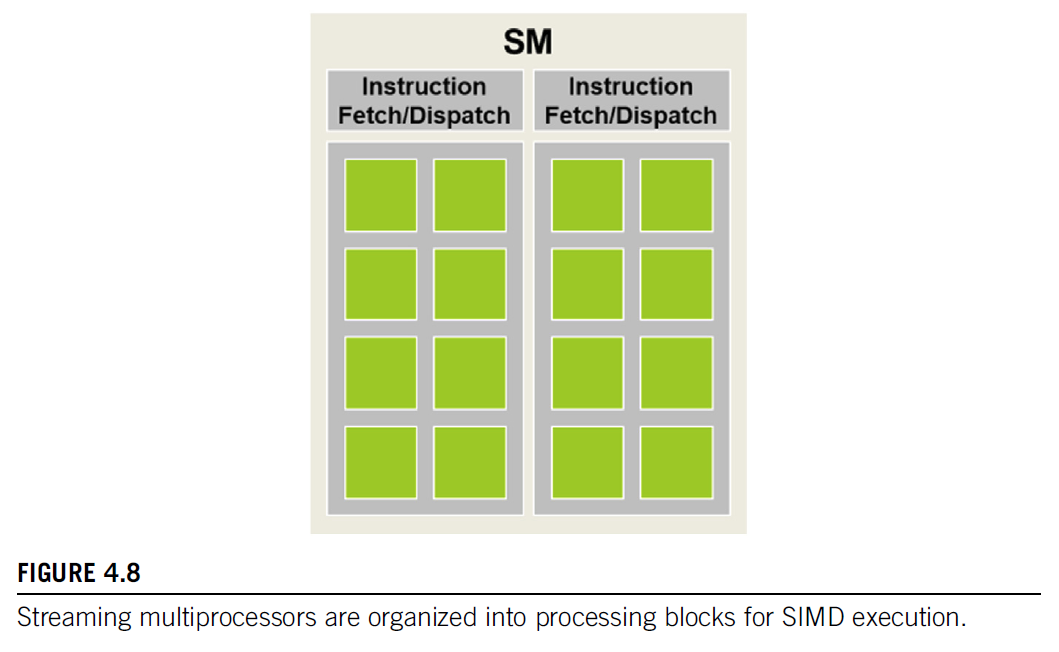 SM
Instruction
Fetch/Dispatch
Instruction
Fetch/Dispatch
FIGURE 4.8
Streaming multiprocessors are organized into processing blocks for SIMD execution.